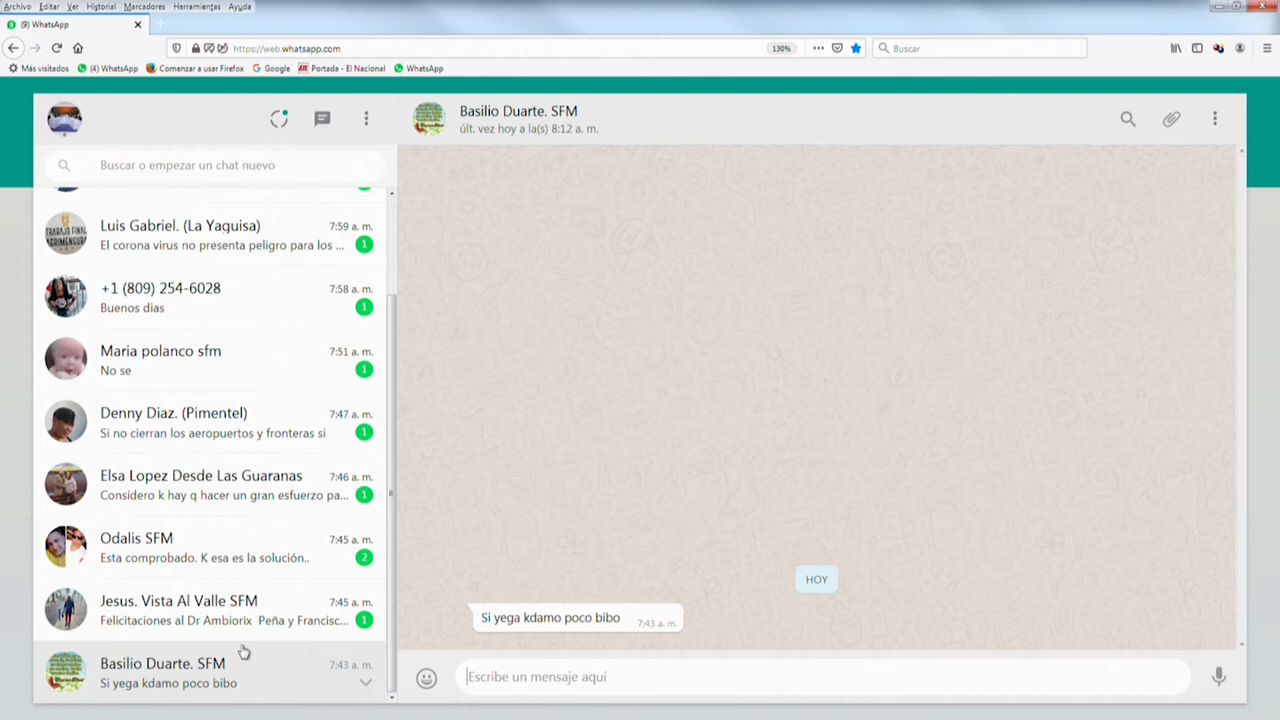 Archivo Editar Ver Historial Marcadores Herramientas Ayuda
(9) WhatsApp
https://web.whatsapp.com
130%
Buscar
Más visitados (4) WhatsApp Comenzar a usar Firefox Google Portada - El Nacional WhatsApp
Basilio Duarte. SFM
últ. vez hoy a la(s) 8:12 a. m.
Buscar o empezar un chat nuevo
Luis Gabriel. (La Yaguisa) 7:59 a. m.
El corona virus no presenta peligro para los ... 1
+1 (809) 254-6028 7:58 a. m.
Buenos dias 1
Maria polanco sfm 7:51 a. m.
No se 1
Denny Diaz. (Pimentel) 7:47 a. m.
Si no cierran los aeropuertos y fronteras si 1
Elsa Lopez Desde Las Guaranas 7:46 a. m.
Considero k hay q hacer un gran esfuerzo pa... 1
Odalis SFM 7:45 a. m.
Esta comprobado. K esa es la solución.. 2
Jesus. Vista Al Valle SFM 7:45 a. m.
Felicitaciones al Dr Ambiorix Peña y Francisc... 1
Basilio Duarte. SFM 7:43 a. m.
Si yega kdamo poco bibo
HOY
Si yega kdamo poco bibo 7:43 a. m.
Escribe un mensaje aquí